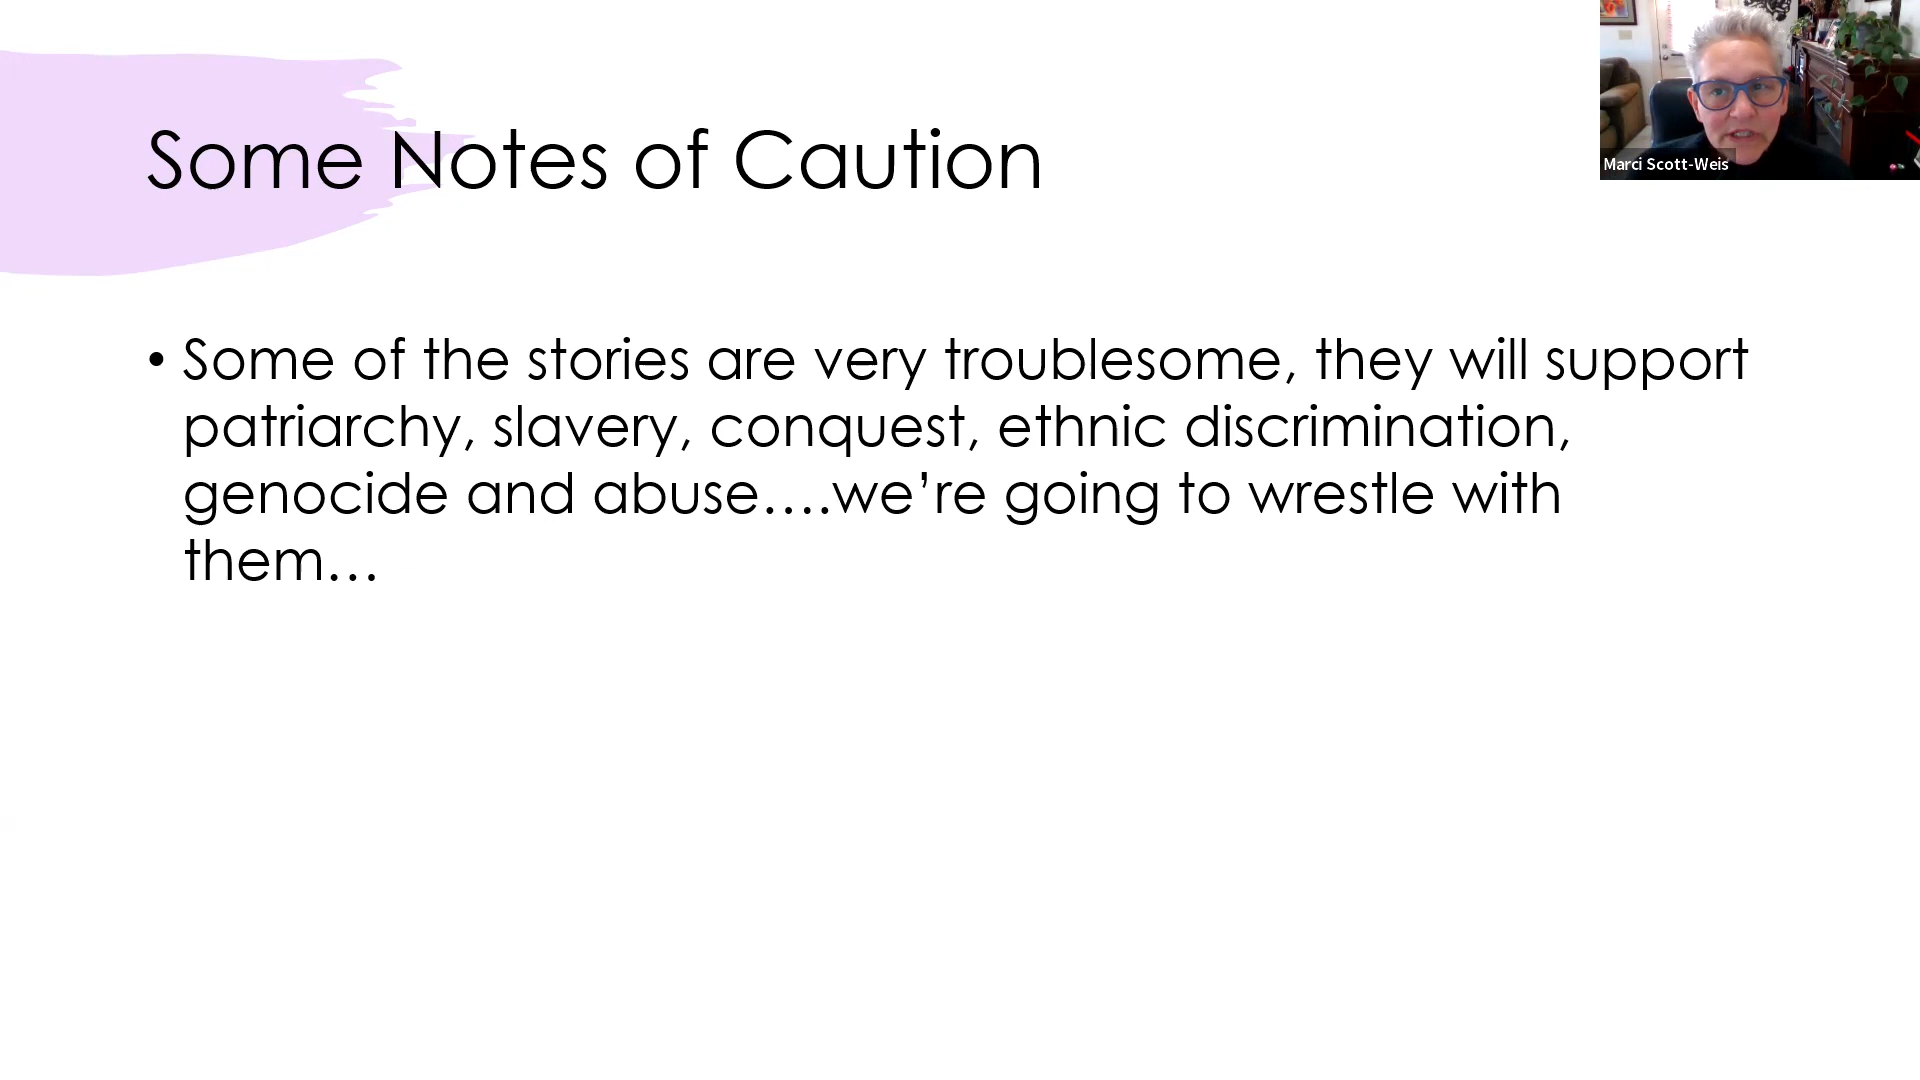 Some Notes of Caution
Marci Scott-Weis
• Some of the stories are very troublesome, they will support
patriarchy, slavery, conquest, ethnic discrimination,
genocide and abuse….we’re going to wrestle with
them…